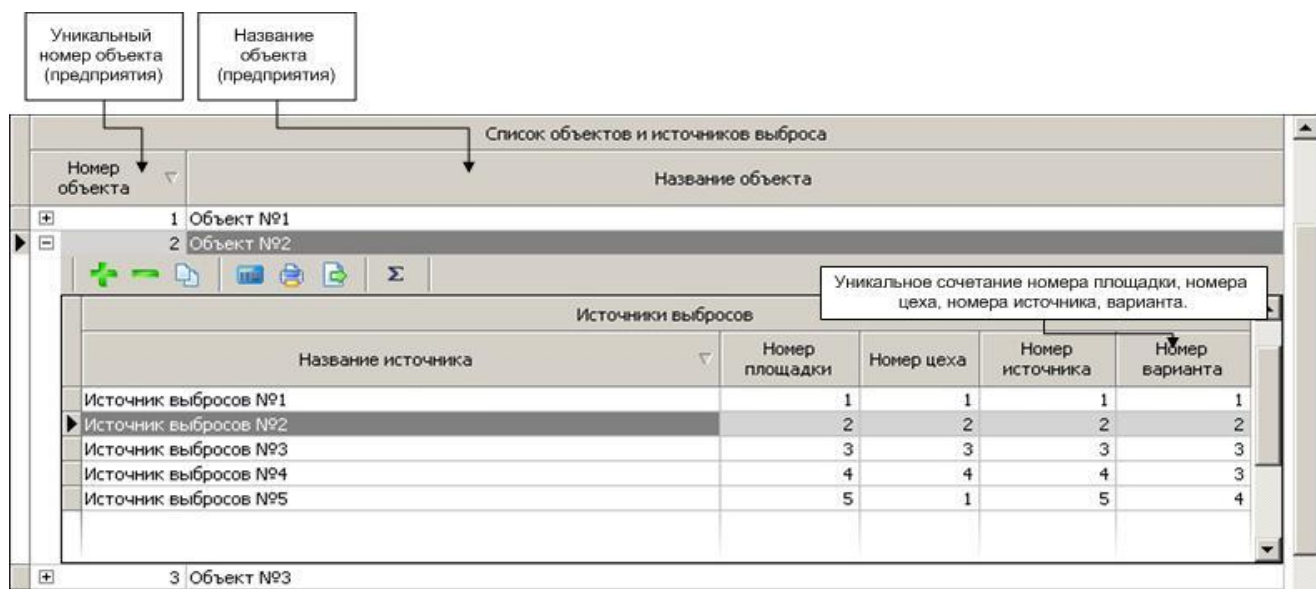 Уникальный
номер объекта
(предприятия)
Название
объекта
(предприятия)
Список объектов и источников выброса
Номер
объекта
Название объекта
1 Объект №1
2 Объект №2
Σ
Уникальное сочетание номера площадки, номера
цеха, номера источника, варианта.
Источники выбросов
Название источника
Номер
площадки
Номер цеха
Номер
источника
Номер
варианта
Источник выбросов №1 1 1 1 1
Источник выбросов №2 2 2 2 2
Источник выбросов №3 3 3 3 3
Источник выбросов №4 4 4 4 3
Источник выбросов №5 5 1 5 4
3 Объект №3